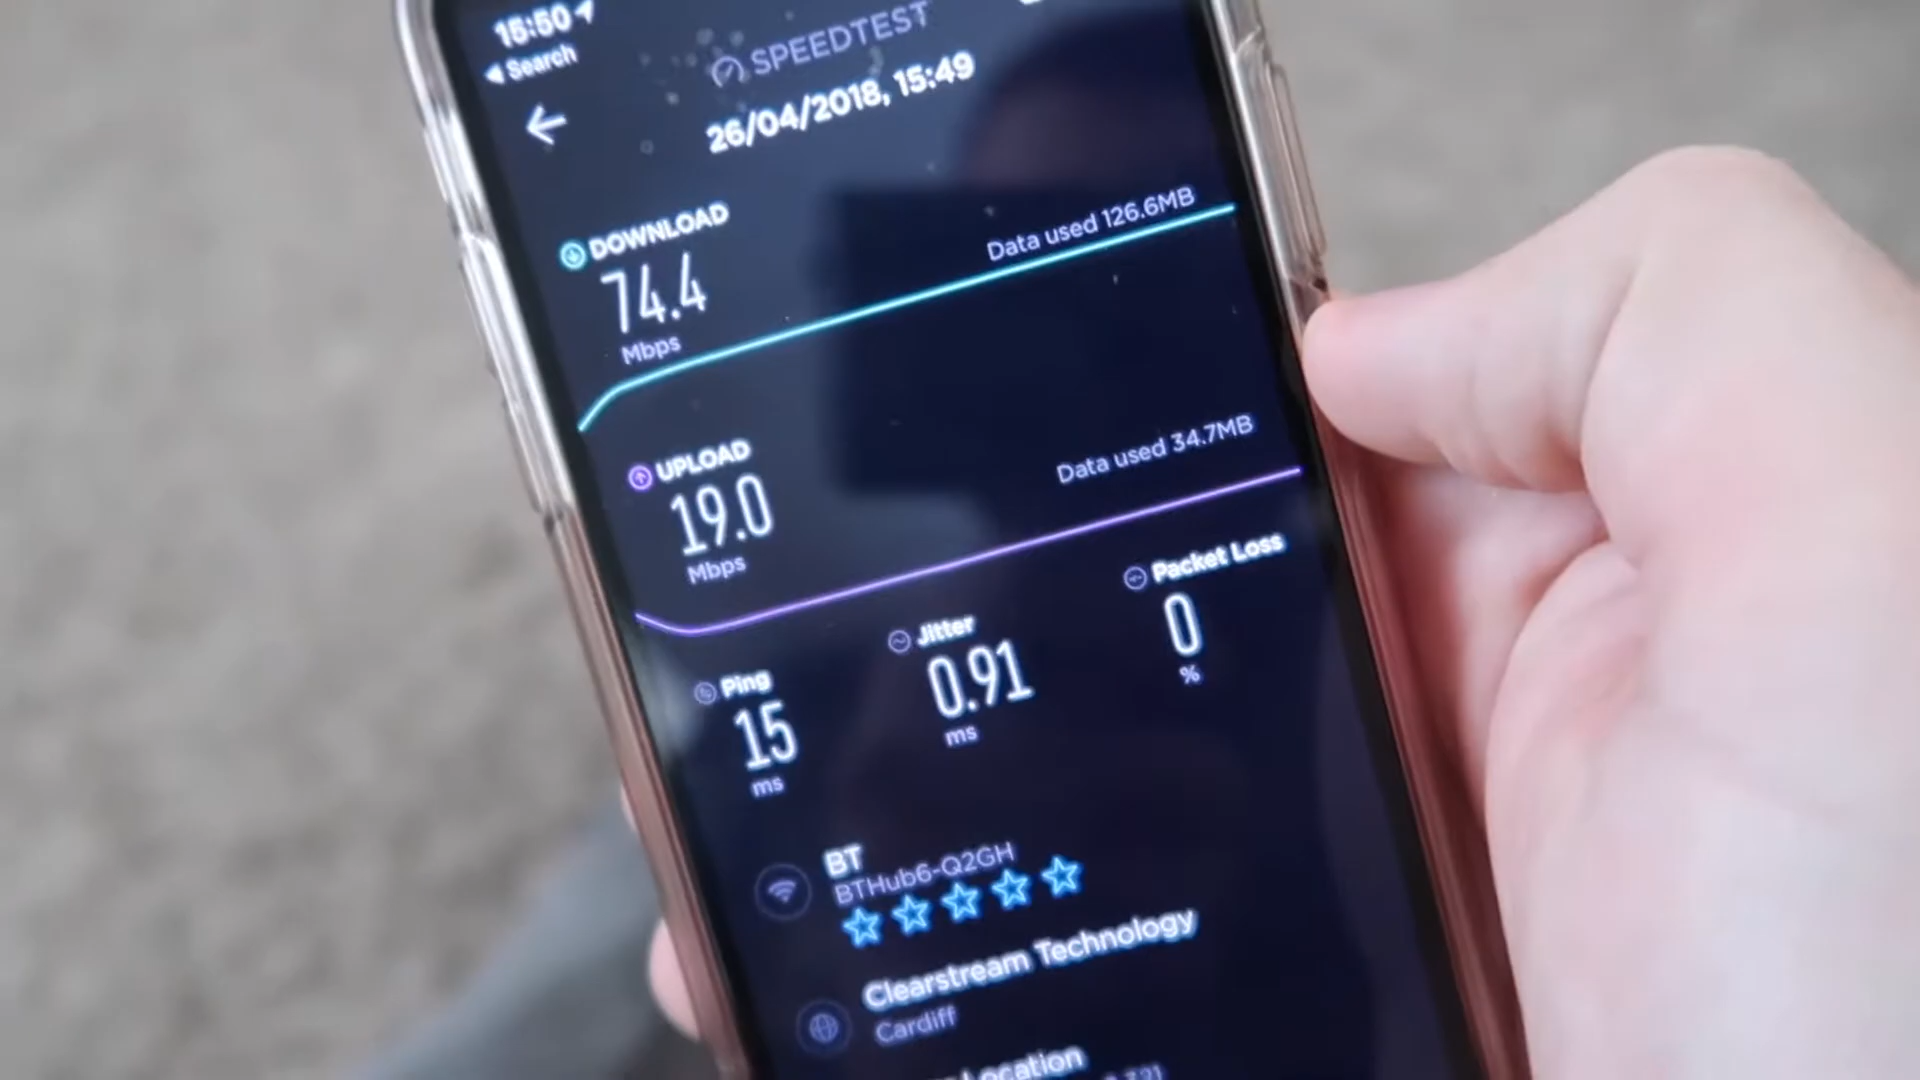 15:50
Search
SPEEDTEST
26/04/2018, 15:49
DOWNLOAD
74.4
Mbps
Data used 126.6MB
UPLOAD
19.0
Mbps
Data used 34.7MB
Ping
15
ms
Jitter
0.91
ms
Packet Loss
0
%
BT
BTHub6-Q2GH
Clearstream Technology
Cardiff
Location